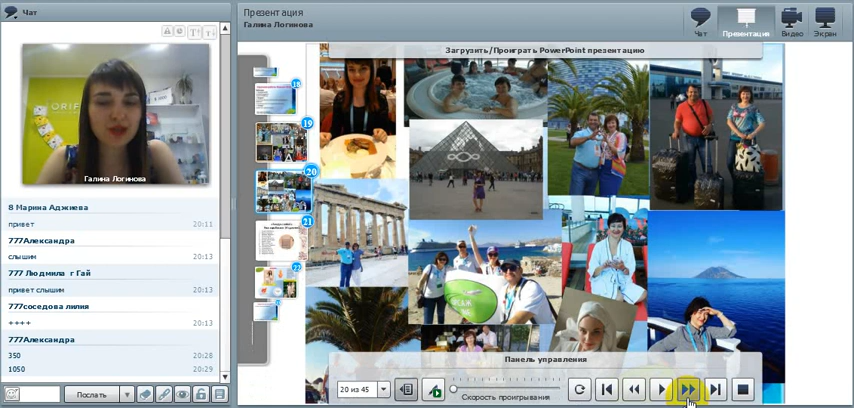 Чат
ORIF
Галина Логинова
8 Марина Аджиева
привет
20:11
777Александра
слышим
20:13
777 Людмила г Гай
привет слышим
20:13
777соседова лилия
++++
20:13
777Александра
350
20:28
1050
20:29
Послать
Презентация
Галина Логинова
Чат
Презентация
Видео
Экран
Загрузить/Проиграть PowerPoint презентацию
18
19
20
21
22
Панель управления
20 из 45
Скорость проигрывания